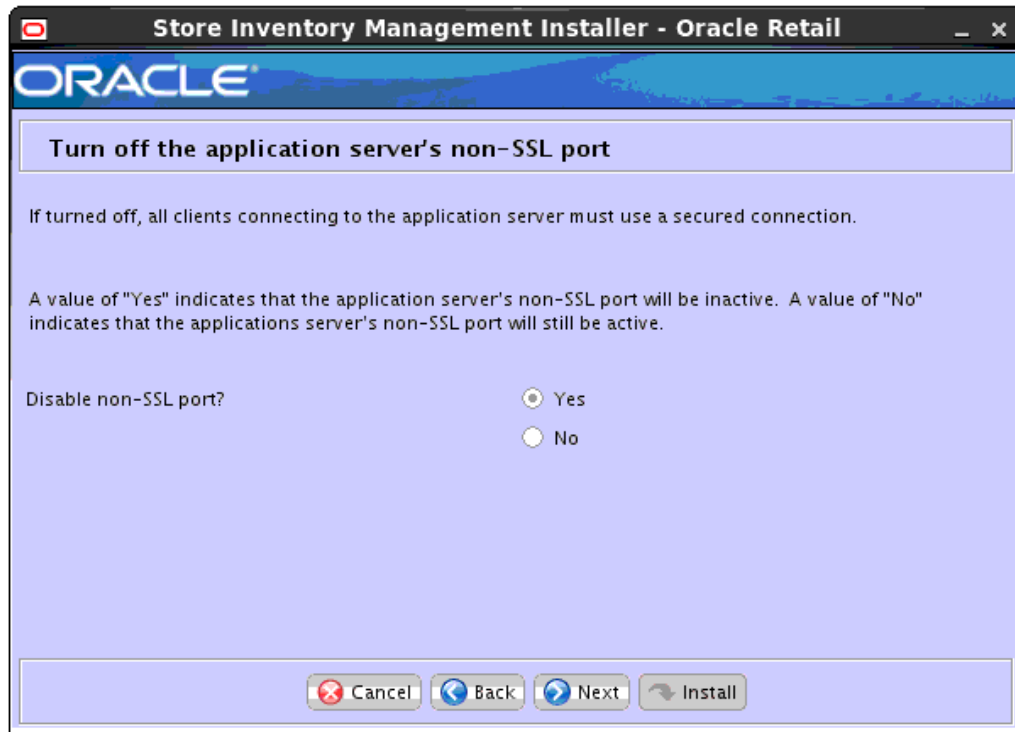 Store Inventory Management Installer - Oracle Retail
ORACLE
Turn off the application server's non-SSL port
If turned off, all clients connecting to the application server must use a secured connection.
A value of "Yes" indicates that the application server's non-SSL port will be inactive.  A value of "No"
indicates that the applications server's non-SSL port will still be active.
Disable non-SSL port?
Yes
No
Cancel Back Next Install